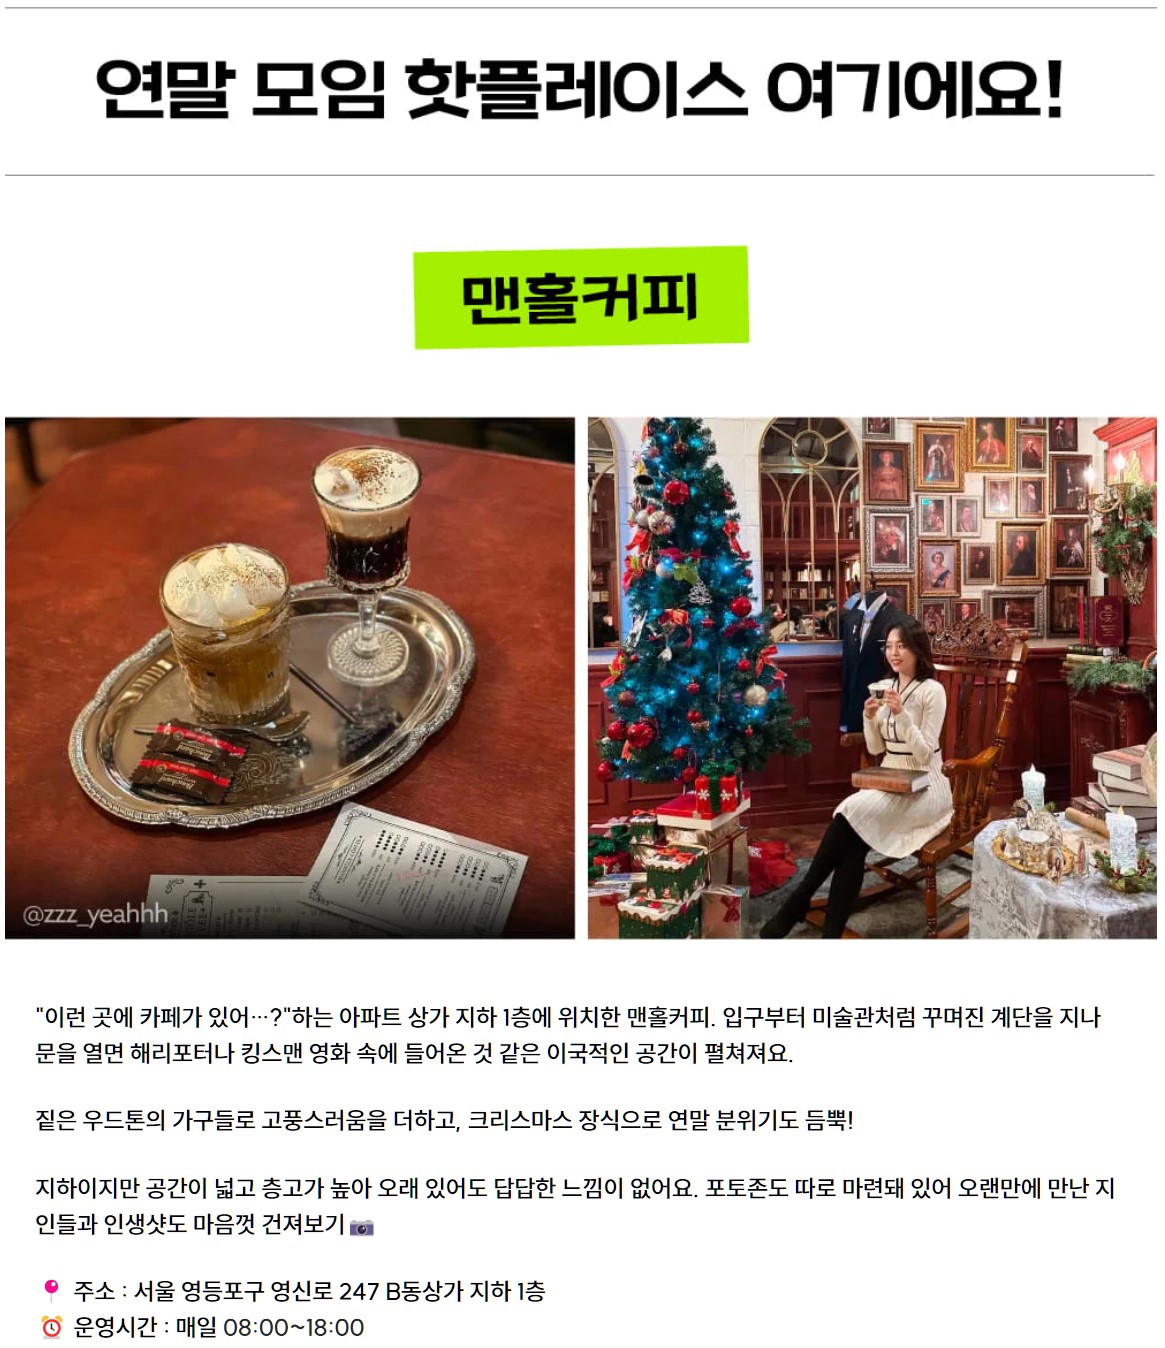 연말 모임 핫플레이스 여기에요!
맨홀커피
@zzz_yeahhh
"이런 곳에 카페가 있어…?"하는 아파트 상가 지하 1층에 위치한 맨홀커피. 입구부터 미술관처럼 꾸며진 계단을 지나
문을 열면 해리포터나 킹스맨 영화 속에 들어온 것 같은 이국적인 공간이 펼쳐져요.
짙은 우드톤의 가구들로 고풍스러움을 더하고, 크리스마스 장식으로 연말 분위기도 듬뿍!
지하이지만 공간이 넓고 층고가 높아 오래 있어도 답답한 느낌이 없어요. 포토존도 따로 마련돼 있어 오랜만에 만난 지
인들과 인생샷도 마음껏 건져보기📷
📍 주소 : 서울 영등포구 영신로 247 B동상가 지하 1층
⏰ 운영시간 : 매일 08:00~18:00